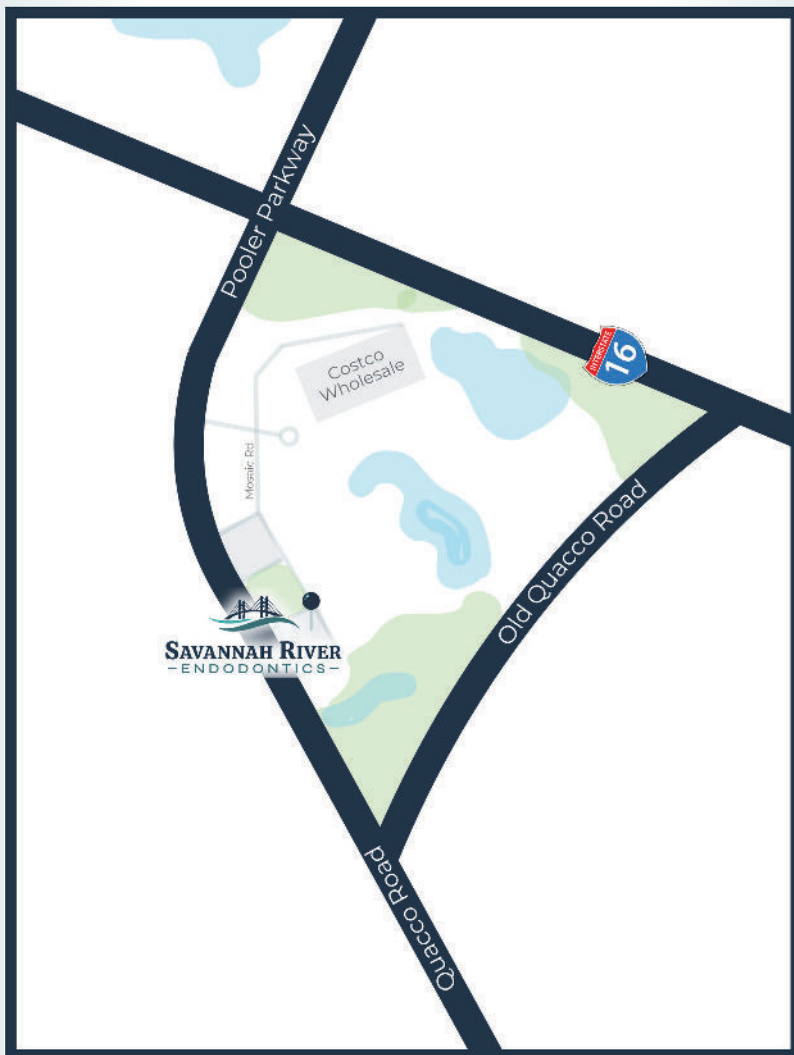 Pooler Parkway
INTERSTATE
16
Costco
Wholesale
Mosaic Rd
Old Quacco Road
SAVANNAH RIVER
–ENDODONTICS–
Quacco Road